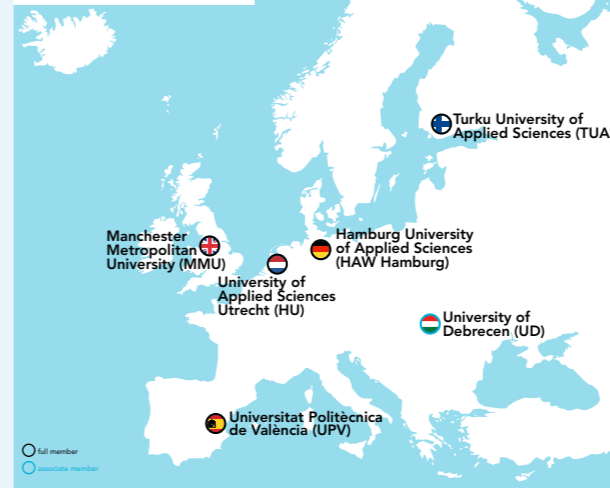 Turku University of
Applied Sciences (TUA
Manchester
Metropolitan
University (MMU)
Hamburg University
of Applied Sciences
(HAW Hamburg)
University of
Applied Sciences
Utrecht (HU)
University of
Debrecen (UD)
Universitat Politècnica
de València (UPV)
full member
associate member